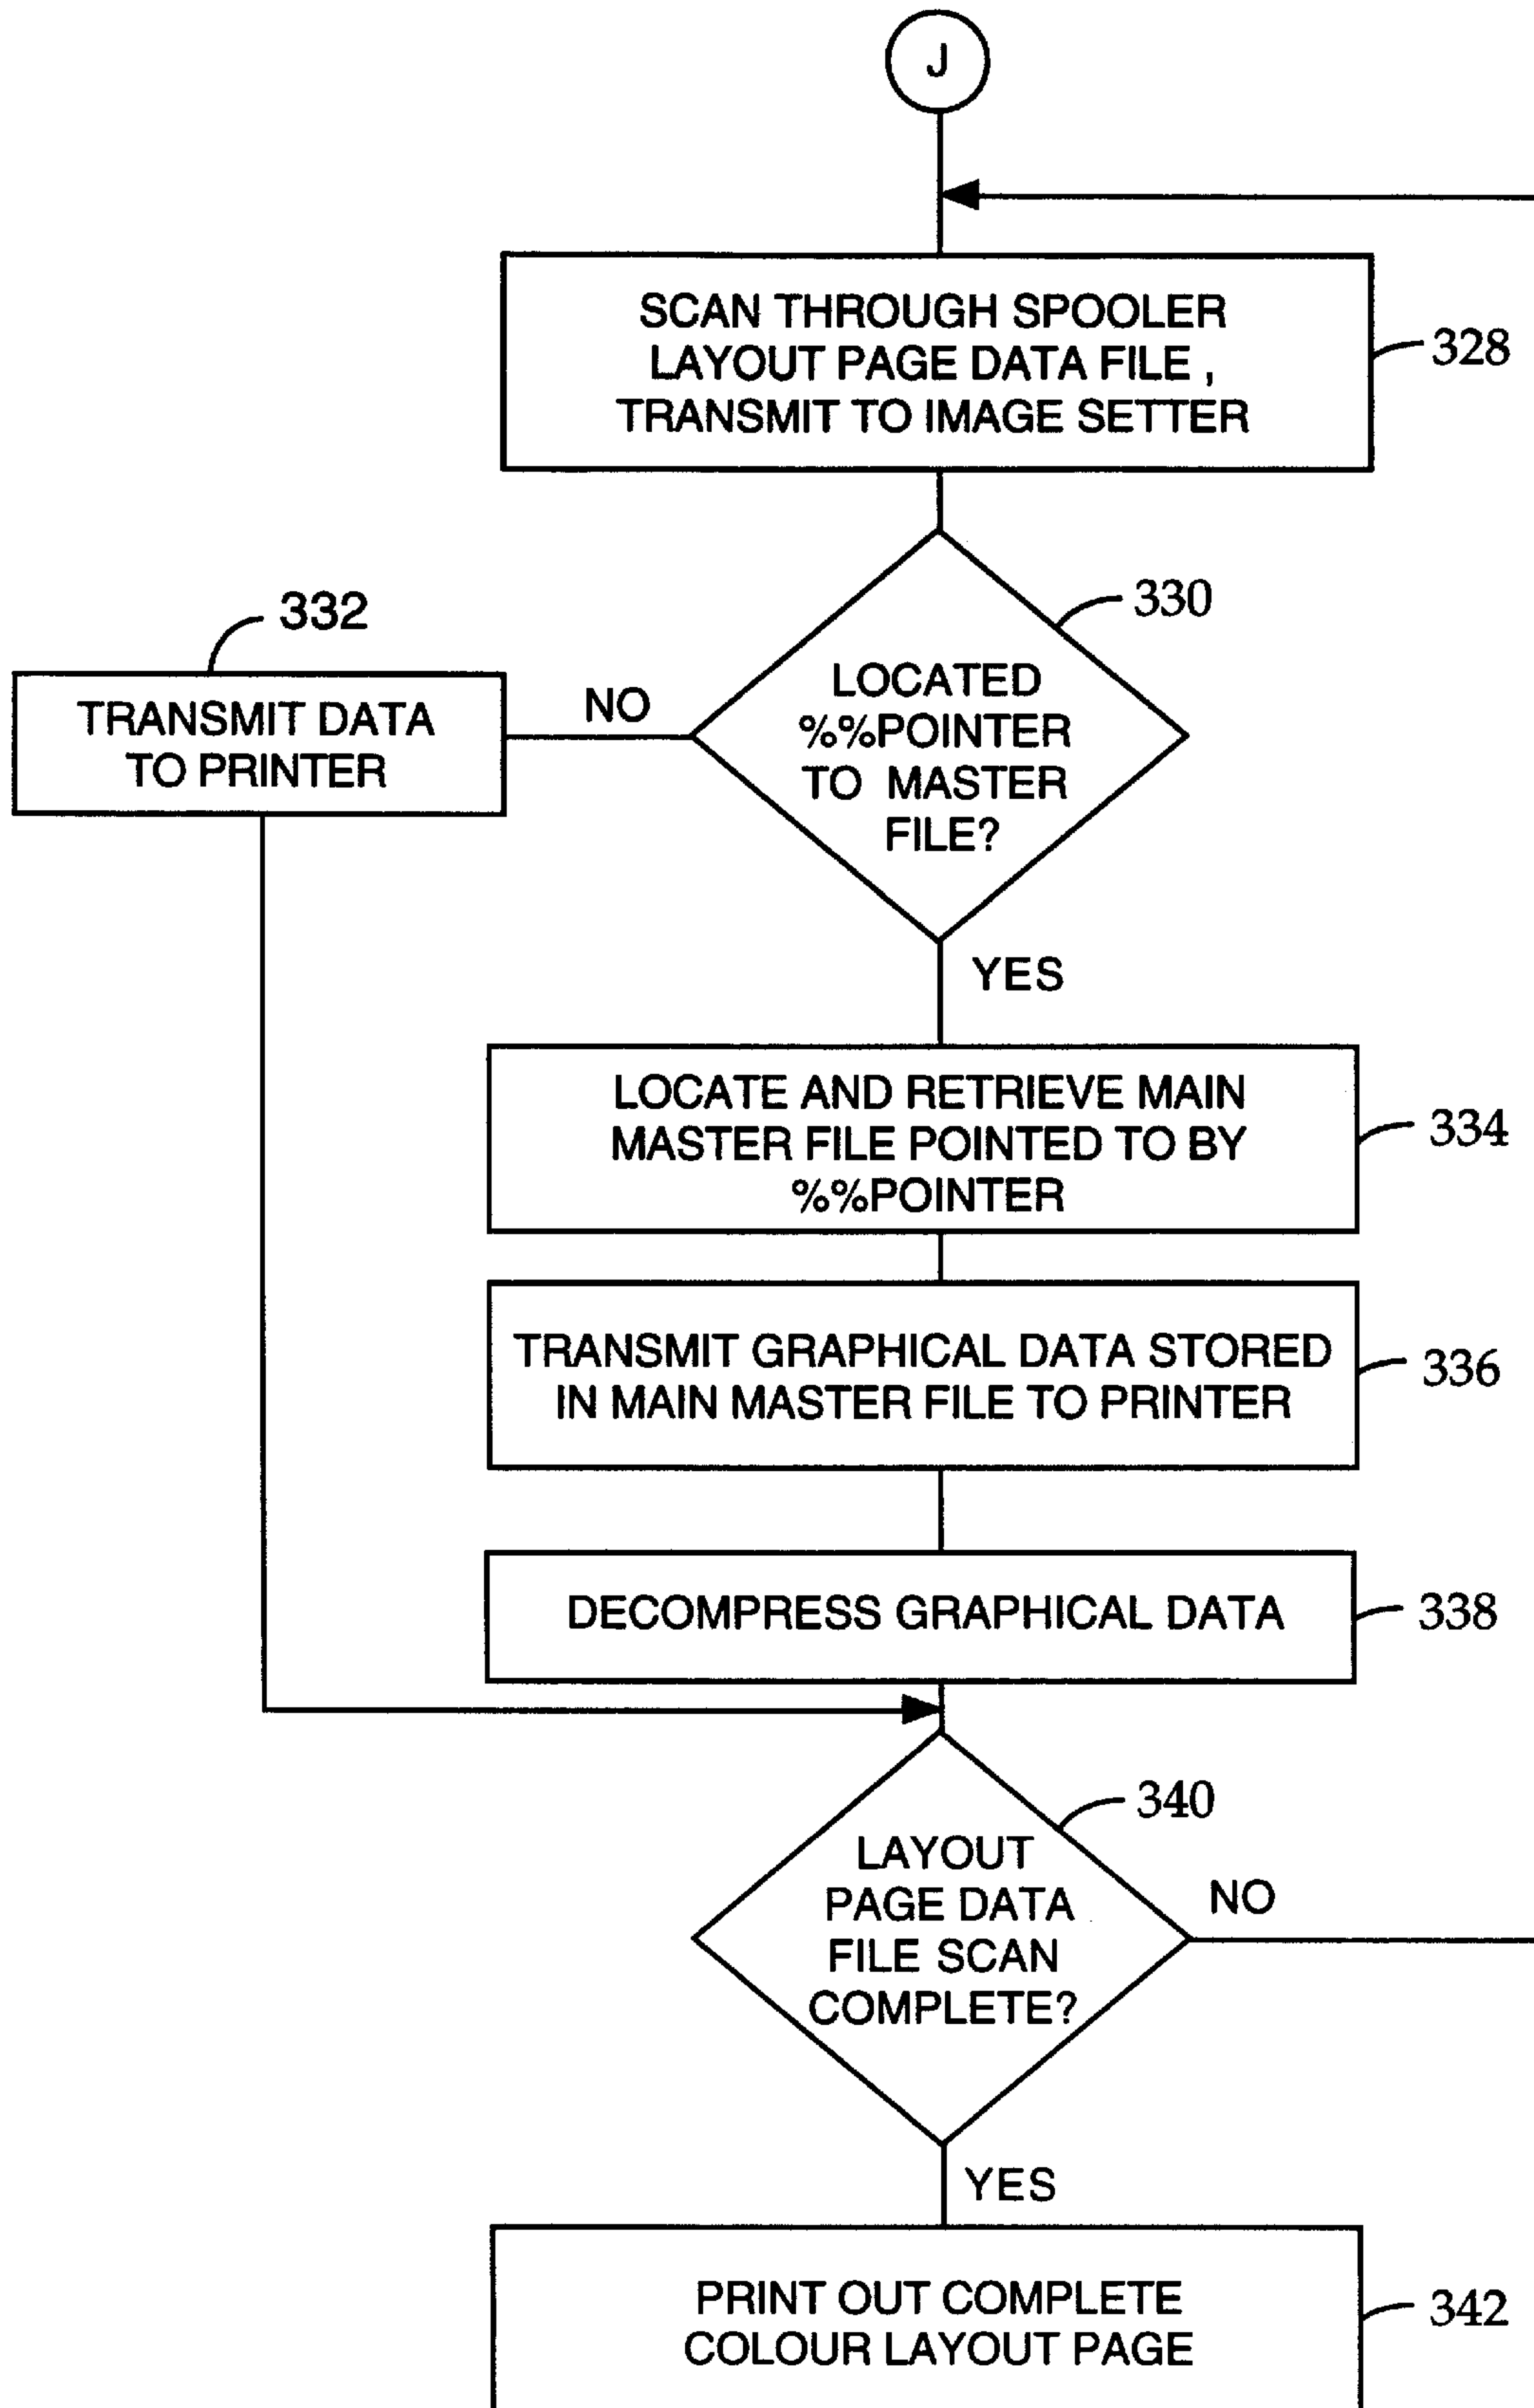 J
SCAN THROUGH SPOOLER
LAYOUT PAGE DATA FILE ,
TRANSMIT TO IMAGE SETTER
328
330
332
LOCATED
%%POINTER
TO MASTER
FILE?
NO
TRANSMIT DATA
TO PRINTER
YES
LOCATE AND RETRIEVE MAIN
MASTER FILE POINTED TO BY
%%POINTER
334
TRANSMIT GRAPHICAL DATA STORED
IN MAIN MASTER FILE TO PRINTER
336
DECOMPRESS GRAPHICAL DATA
338
340
LAYOUT
PAGE DATA
FILE SCAN
COMPLETE?
NO
YES
PRINT OUT COMPLETE
COLOUR LAYOUT PAGE
342